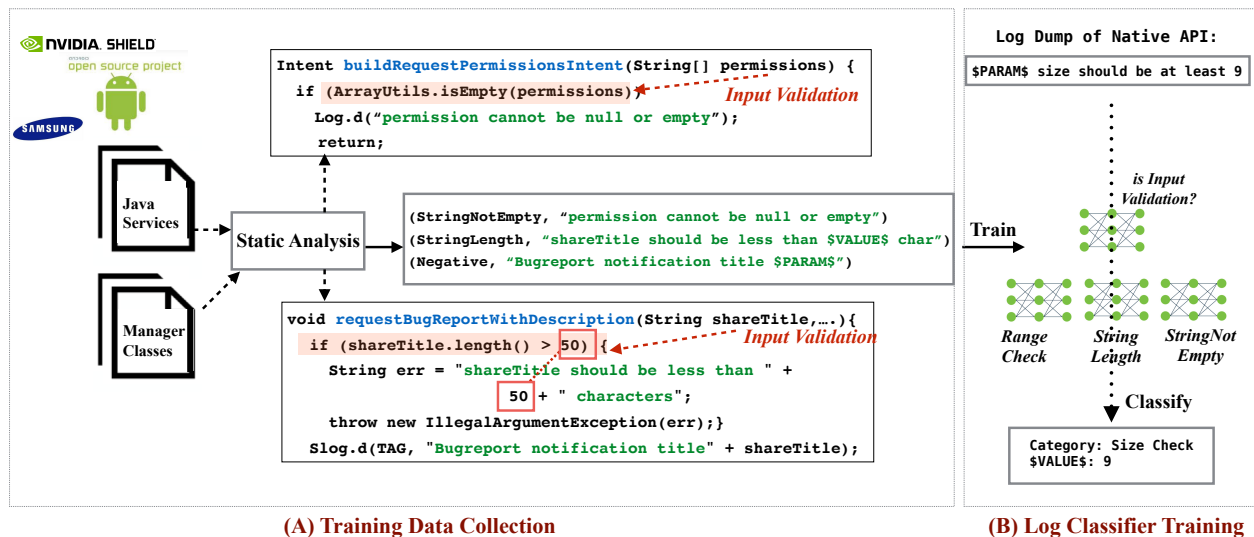 NVIDIA. SHIELD
ANDROID
open source project
SAMSUNG
Java
Services
Manager
Classes
Static Analysis
Intent buildRequestPermissionsIntent(String[] permissions) {
if (ArrayUtils.isEmpty(permissions))
Input Validation
Log.d(“permission cannot be null or empty”);
return;
(StringNotEmpty, “permission cannot be null or empty”)
(StringLength, “shareTitle should be less than $VALUE$ char”)
(Negative, “Bugreport notification title $PARAM$”)
void requestBugReportWithDescription(String shareTitle,….){
if (shareTitle.length() > 50) {
Input Validation
String err = "shareTitle should be less than " +
50 + " characters";
throw new IllegalArgumentException(err);}
Slog.d(TAG, "Bugreport notification title" + shareTitle);
(A) Training Data Collection
Train
Log Dump of Native API:
$PARAM$ size should be at least 9
is Input
Validation?
Range
Check
String
Length
StringNot
Empty
Classify
Category: Size Check
$VALUE$: 9
(B) Log Classifier Training